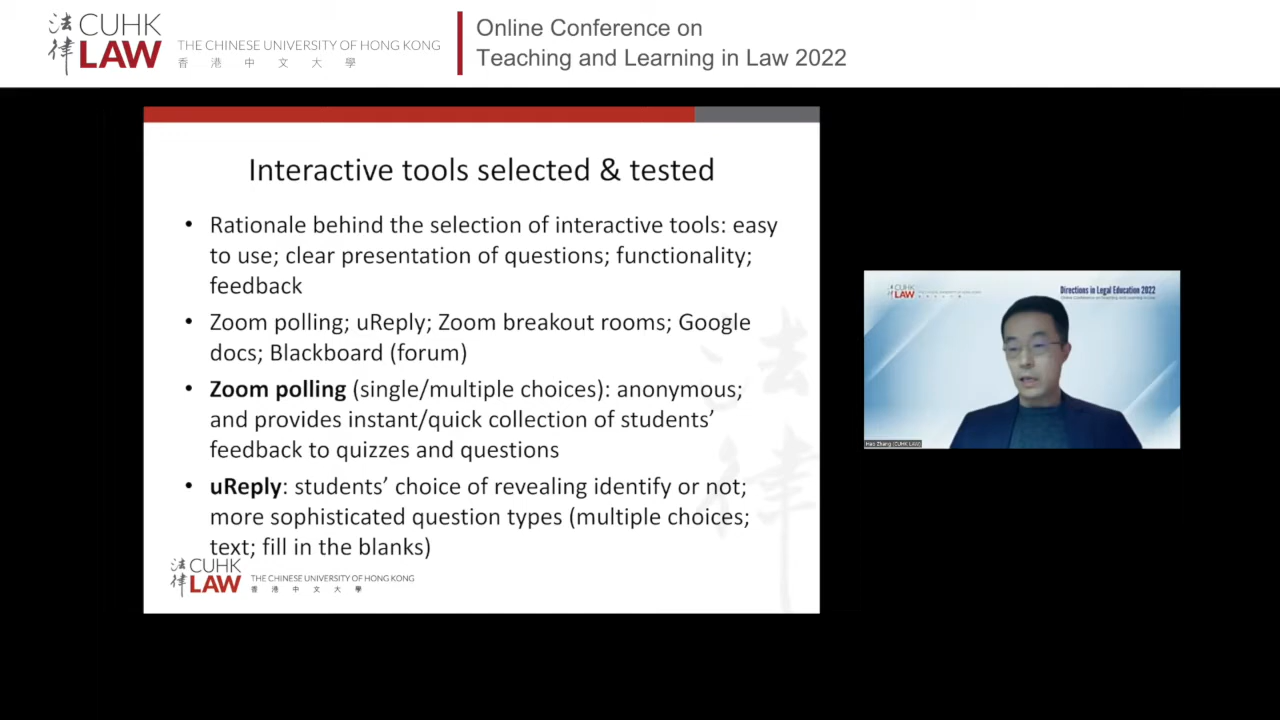 法律 CUHK LAW THE CHINESE UNIVERSITY OF HONG KONG
香 港 中 文 大 學
Online Conference on
Teaching and Learning in Law 2022
Interactive tools selected & tested
• Rationale behind the selection of interactive tools: easy
to use; clear presentation of questions; functionality;
feedback
• Zoom polling; uReply; Zoom breakout rooms; Google
docs; Blackboard (forum)
• Zoom polling (single/multiple choices): anonymous;
and provides instant/quick collection of students’
feedback to quizzes and questions
• uReply: students’ choice of revealing identify or not;
more sophisticated question types (multiple choices;
text; fill in the blanks)
法律
法律 CUHK LAW THE CHINESE UNIVERSITY OF HONG KONG
香 港 中 文 大 學
法律 CUHK LAW
Directions in Legal Education 2022
(CUHK LAW)